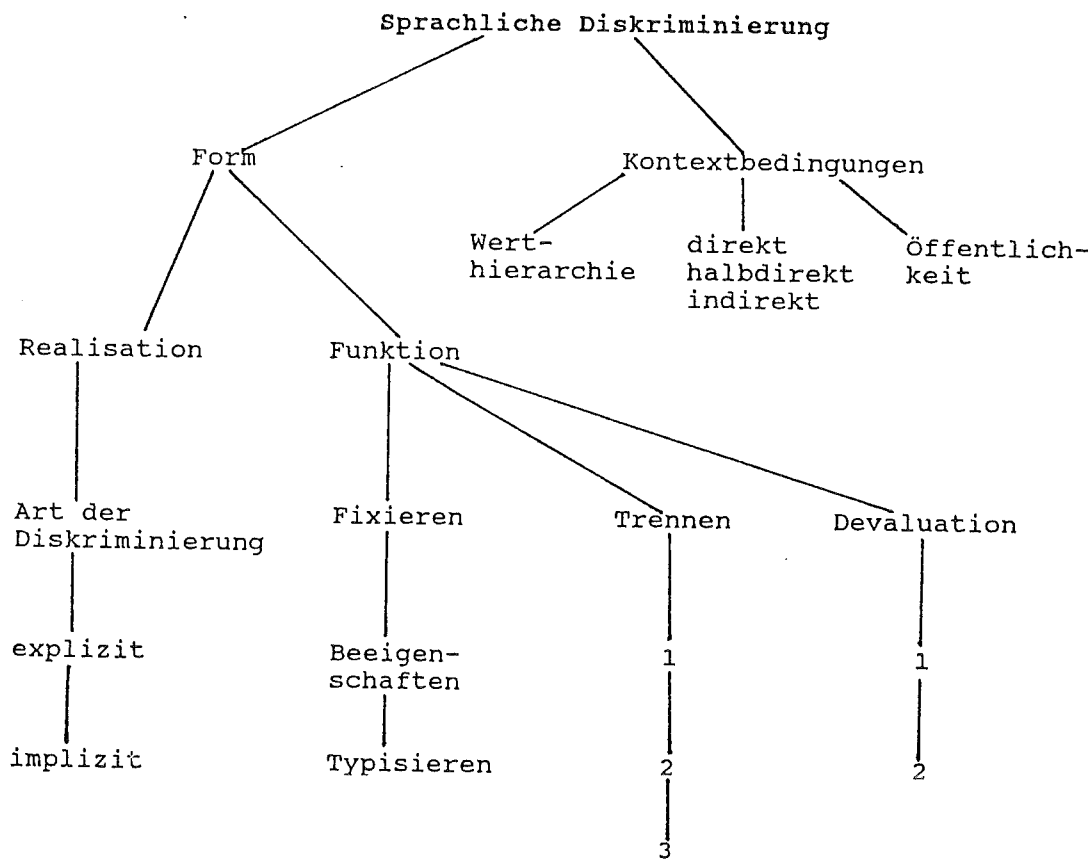 Sprachliche Diskriminierung
Form
Kontextbedingungen
Wert-
hierarchie
direkt
halbdirekt
indirekt
Öffentlich-
keit
Realisation
Funktion
Art der
Diskriminierung
Fixieren
Trennen
Devaluation
explizit
Beeigen-
schaften
1
1
implizit
Typisieren
2
2
3